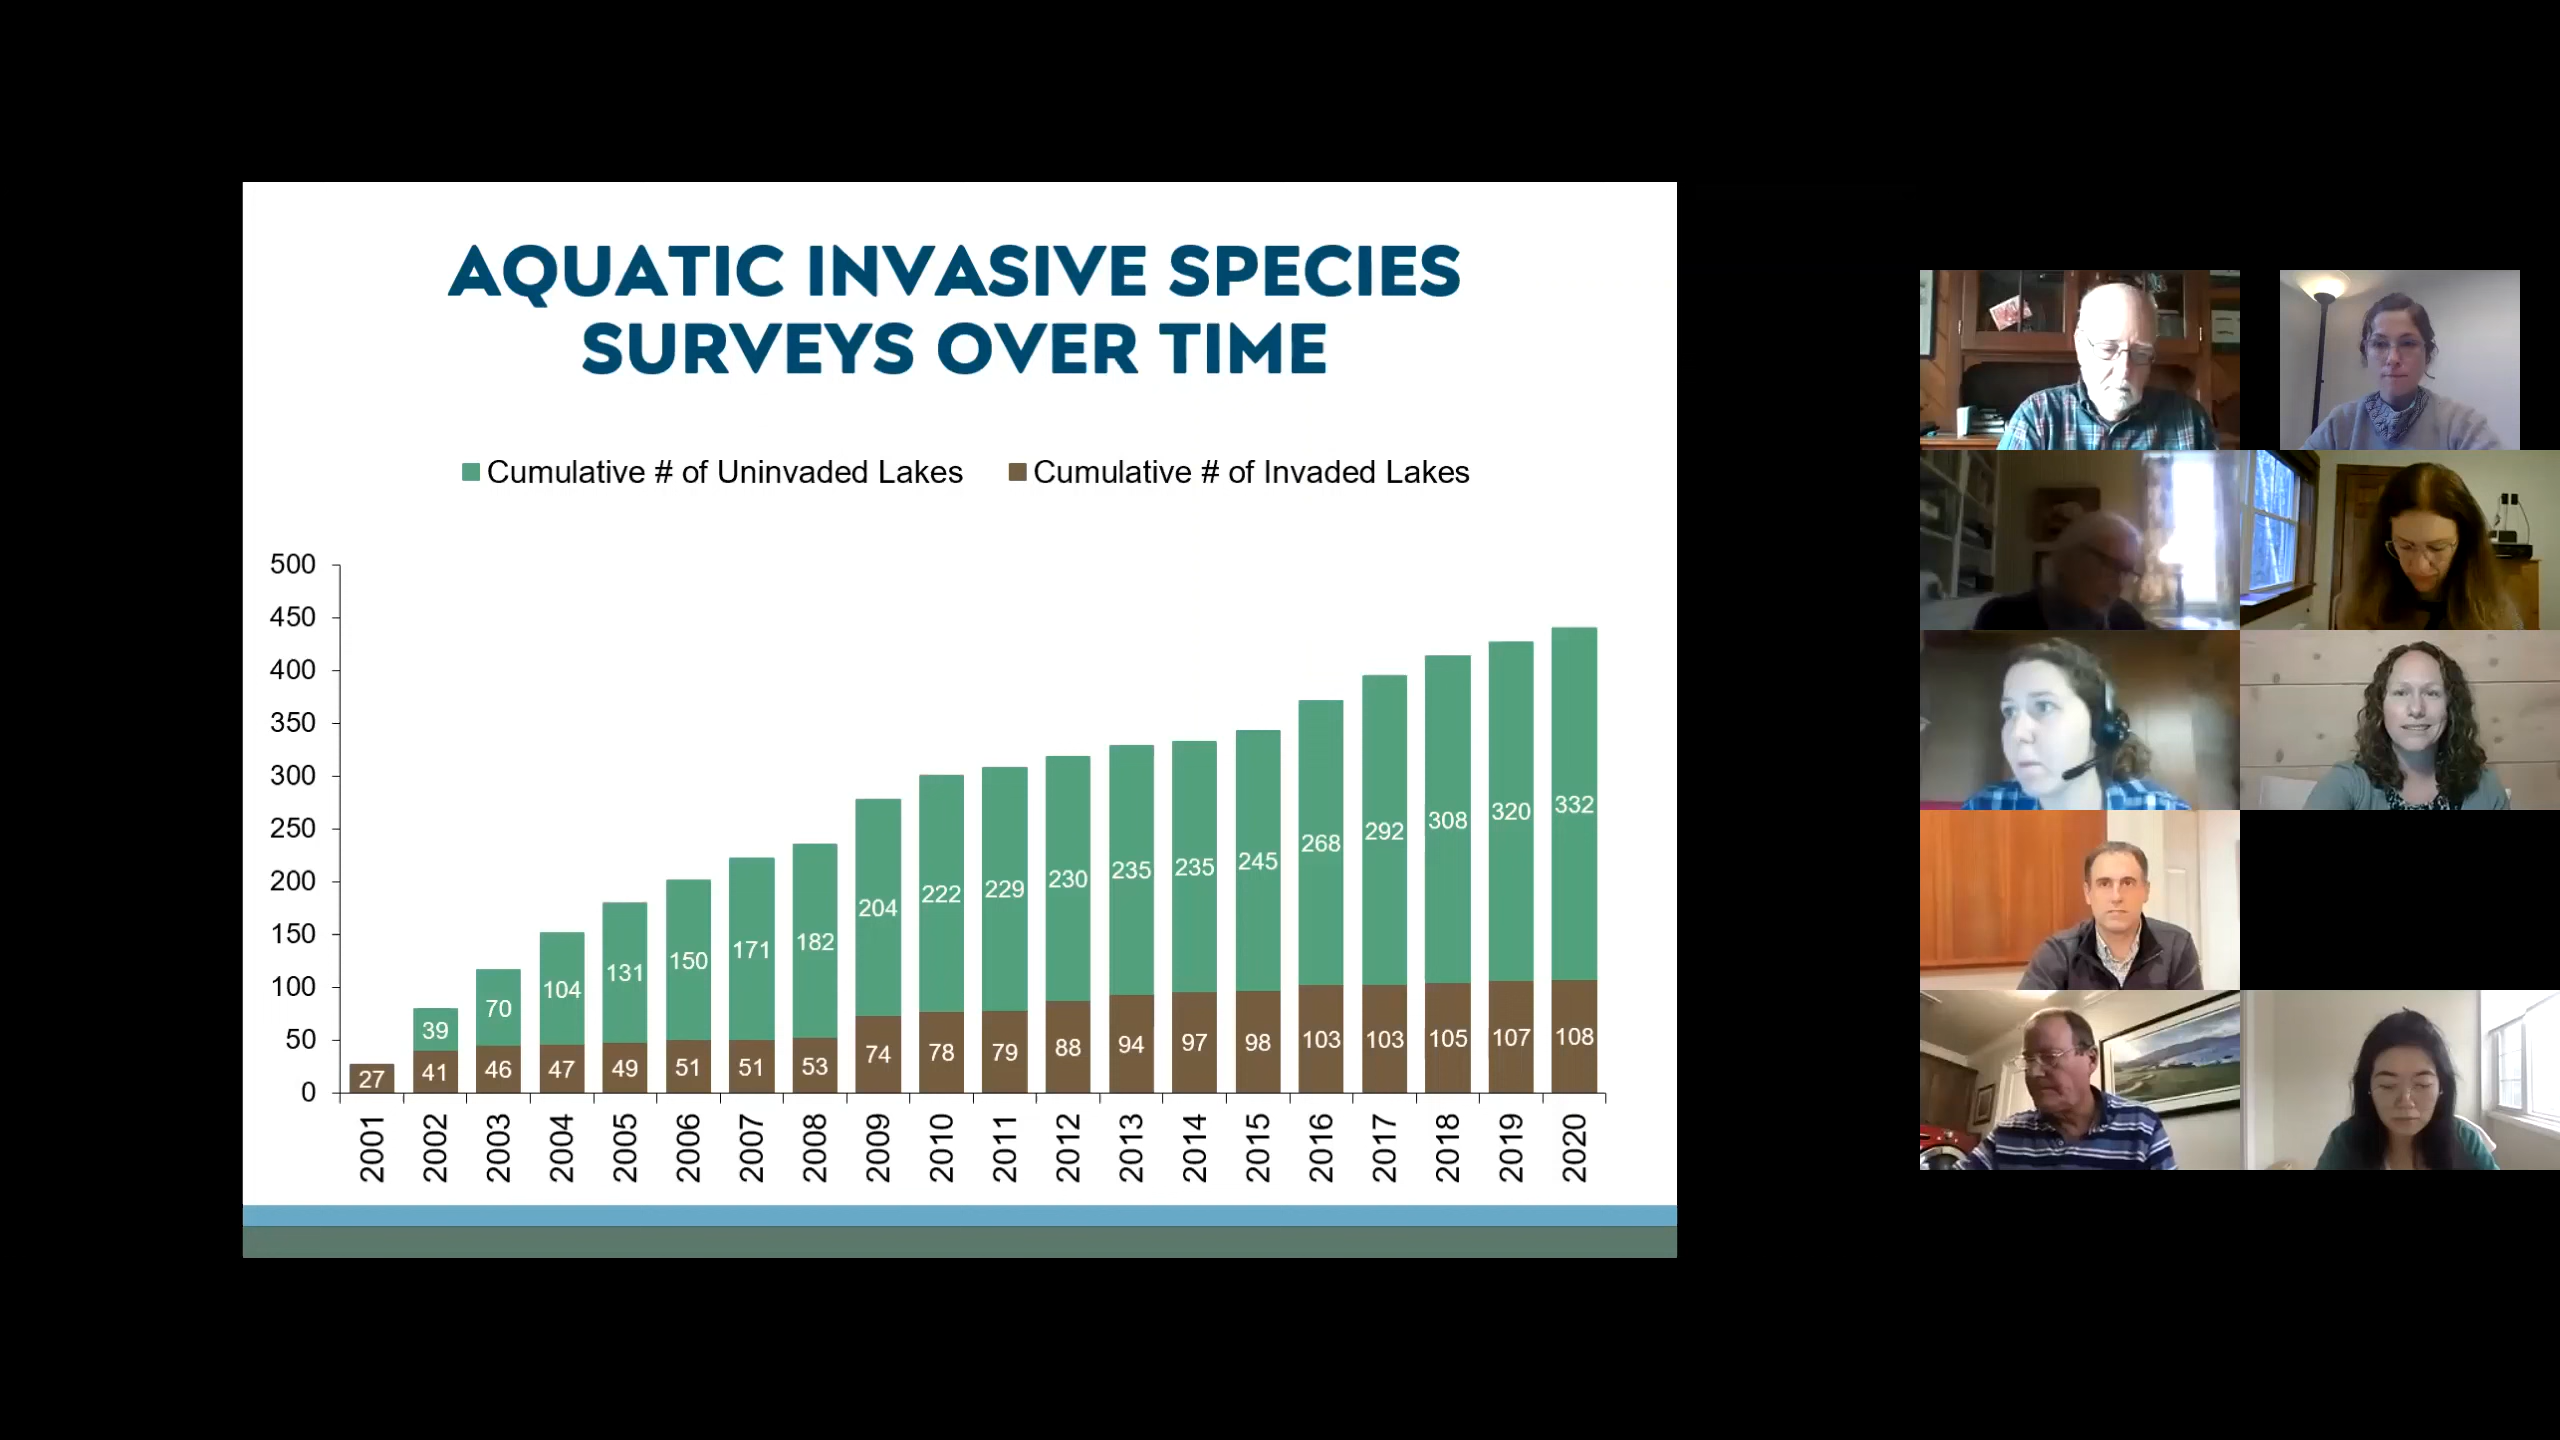 AQUATIC INVASIVE SPECIES
SURVEYS OVER TIME
Cumulative # of Uninvaded Lakes Cumulative # of Invaded Lakes
500
450
400
350
300
250
200
150
100
50
0
39 70 104 131 150 171 182 204 222 229 230 235 235 245 268 292 308 320 332
27 41 46 47 49 51 51 53 74 78 79 88 94 97 98 103 103 105 107 108
2001 2002 2003 2004 2005 2006 2007 2008 2009 2010 2011 2012 2013 2014 2015 2016 2017 2018 2019 2020